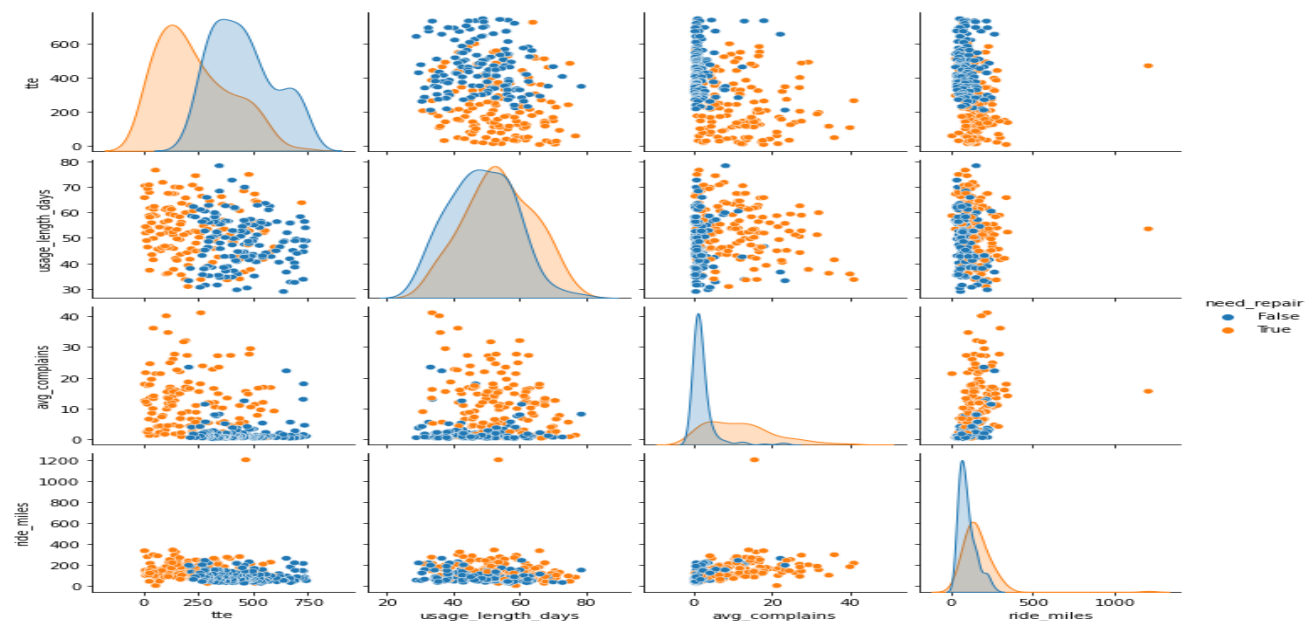 tte
600
400
200
0
usage_length_days
80
70
60
50
40
30
need_repair
False
True
avg_complains
40
30
20
10
0
ride_miles
1200
1000
800
600
400
200
0
0 250 500 750
20 40 60 80
0 20 40
0 500 1000
tte
usage_length_days
avg_complains
ride_miles